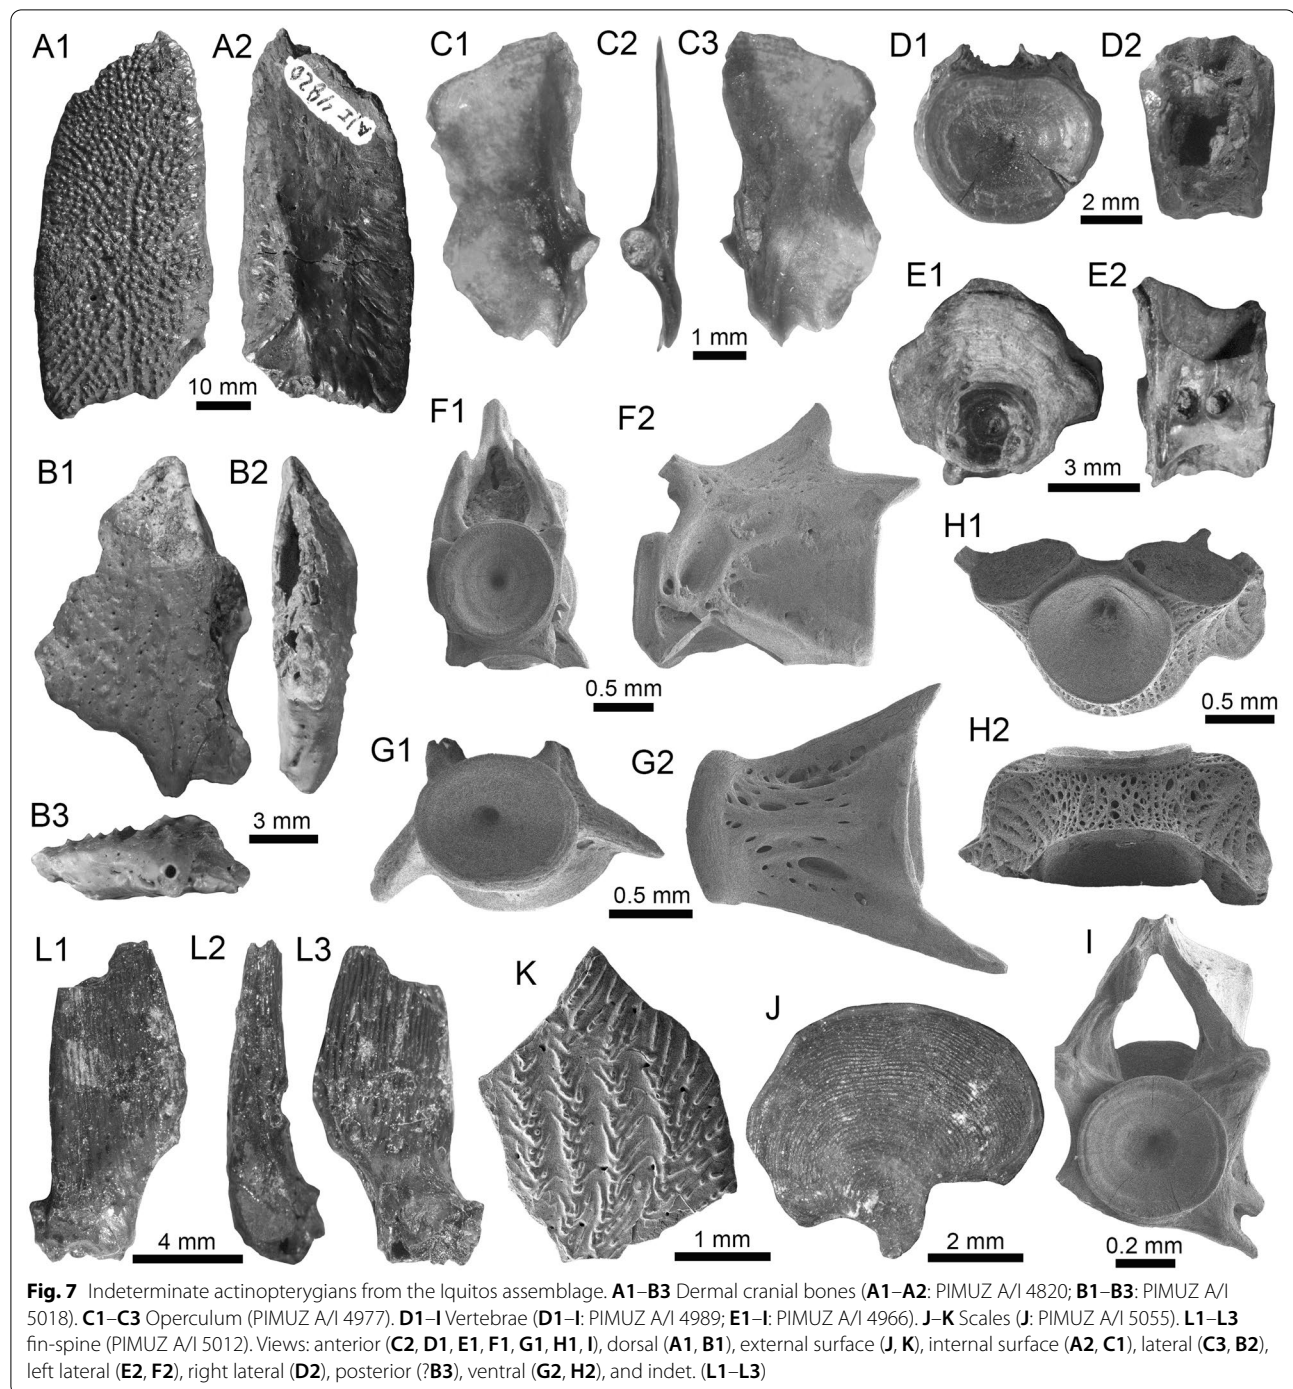 A1 A2 C1 C2 C3 D1 D2
A/I 4820
2 mm
E1 E2
1 mm
10 mm
F1 F2
B1 B2
3 mm
H1
0.5 mm
0.5 mm
G1 G2
H2
B3
3 mm
0.5 mm
L1 L2 L3
K
J
I
4 mm
1 mm
2 mm
0.2 mm
Fig. 7 Indeterminate actinopterygians from the Iquitos assemblage. A1–B3 Dermal cranial bones (A1–A2: PIMUZ A/I 4820; B1–B3: PIMUZ A/I
5018). C1–C3 Operculum (PIMUZ A/I 4977). D1–I Vertebrae (D1–I: PIMUZ A/I 4989; E1–I: PIMUZ A/I 4966). J–K Scales (J: PIMUZ A/I 5055). L1–L3
fin-spine (PIMUZ A/I 5012). Views: anterior (C2, D1, E1, F1, G1, H1, I), dorsal (A1, B1), external surface (J, K), internal surface (A2, C1), lateral (C3, B2),
left lateral (E2, F2), right lateral (D2), posterior (?B3), ventral (G2, H2), and indet. (L1–L3)